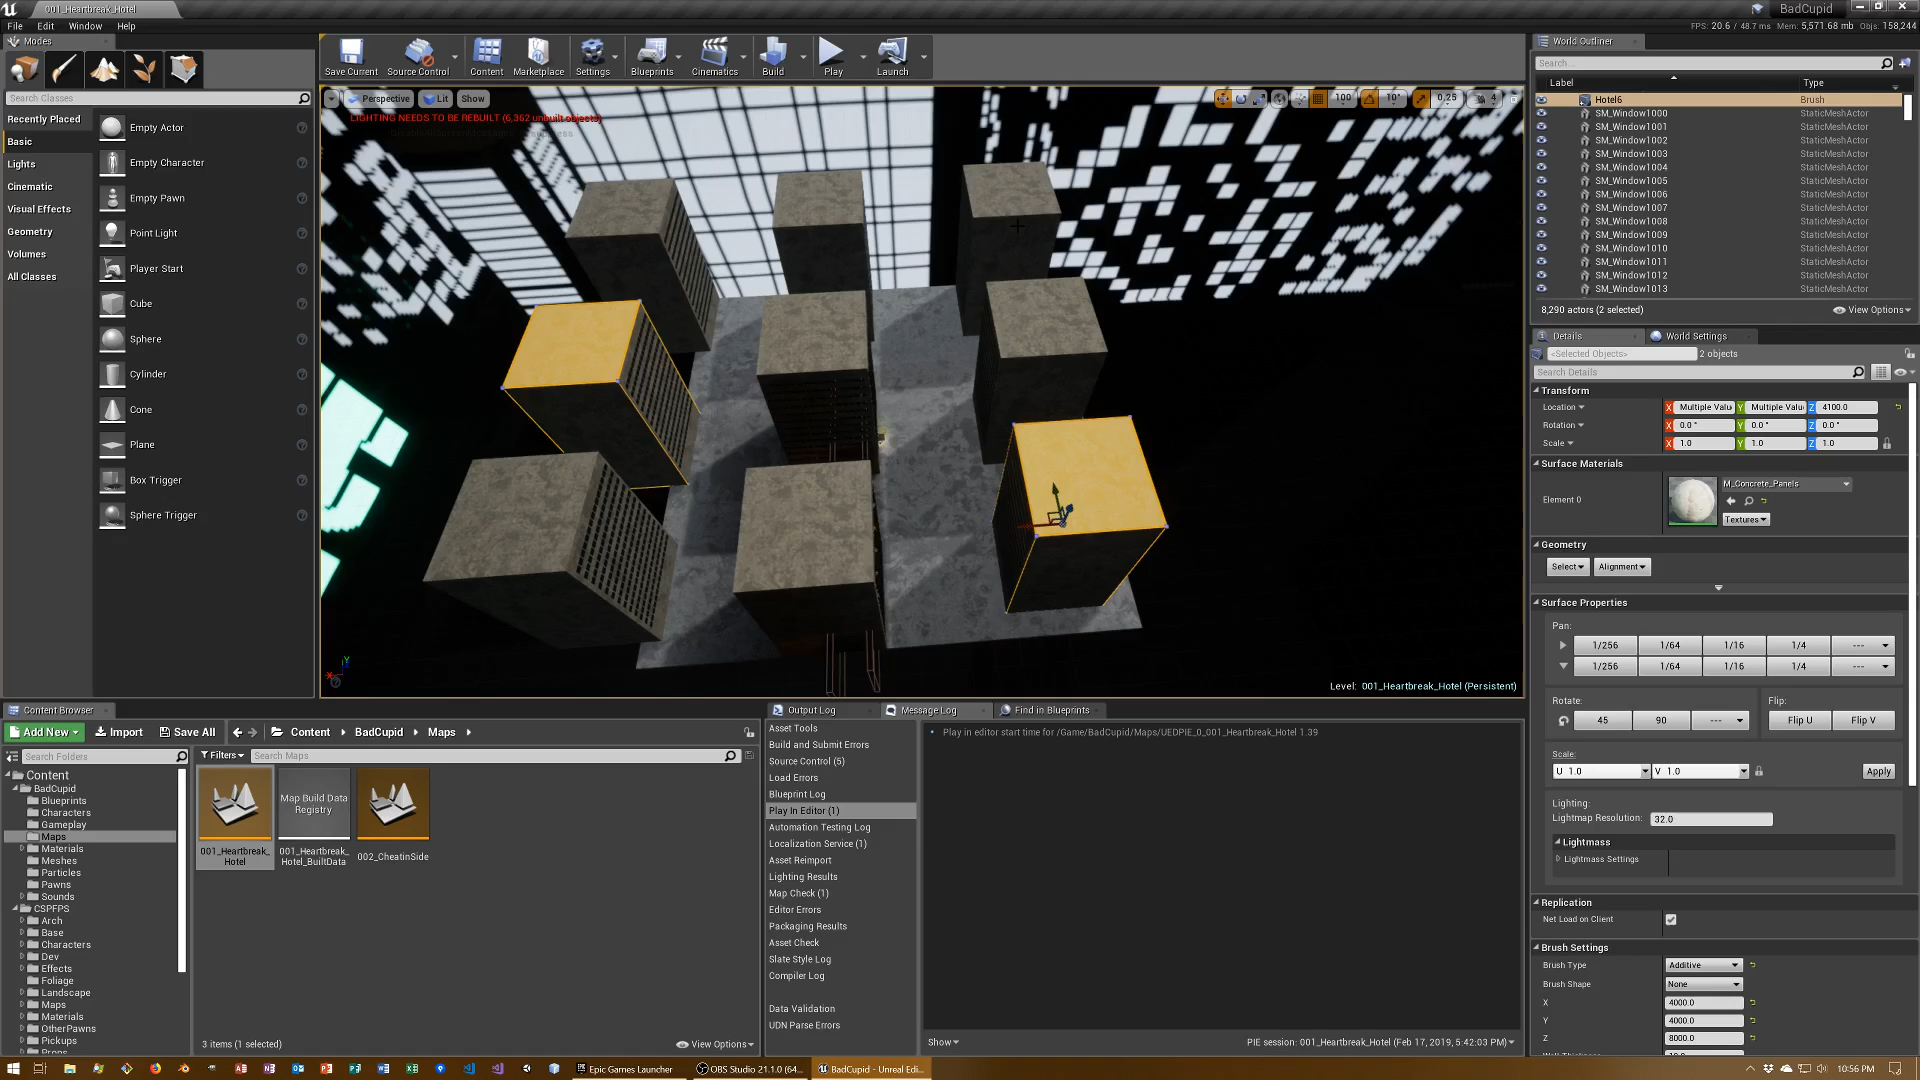 001_Heartbreak_Hotel
BadCupid
File Edit Window Help
FPS: 20.6 / 48.7 ms Mem: 5,571.68 mb Objs: 158,244
Modes
Save Current
Source Control
Content
Marketplace
Settings
Blueprints
Cinematics
Build
Play
Launch
Search Classes
Recently Placed
Basic
Lights
Cinematic
Visual Effects
Geometry
Volumes
All Classes
Empty Actor
Empty Character
Empty Pawn
Point Light
Player Start
Cube
Sphere
Cylinder
Cone
Plane
Box Trigger
Sphere Trigger
Perspective
Lit
Show
100
10°
0.25
4
LIGHTING NEEDS TO BE REBUILT (6,362 unbuilt objects)
Level: 001_Heartbreak_Hotel (Persistent)
World Outliner
Search...
Label
Type
Hotel6 Brush
SM_Window1000 StaticMeshActor
SM_Window1001 StaticMeshActor
SM_Window1002 StaticMeshActor
SM_Window1003 StaticMeshActor
SM_Window1004 StaticMeshActor
SM_Window1005 StaticMeshActor
SM_Window1006 StaticMeshActor
SM_Window1007 StaticMeshActor
SM_Window1008 StaticMeshActor
SM_Window1009 StaticMeshActor
SM_Window1010 StaticMeshActor
SM_Window1011 StaticMeshActor
SM_Window1012 StaticMeshActor
SM_Window1013 StaticMeshActor
8,290 actors (2 selected)
View Options
Details
World Settings
<Selected Objects>
2 objects
Search Details
Transform
Location X Multiple Valu Y Multiple Valu Z 4100.0
Rotation X 0.0 ° Y 0.0 ° Z 0.0 °
Scale X 1.0 Y 1.0 Z 1.0
Surface Materials
Element 0
M_Concrete_Panels
Textures
Geometry
Select
Alignment
Surface Properties
Pan:
1/256 1/64 1/16 1/4 ---
1/256 1/64 1/16 1/4 ---
Rotate:
Flip:
45 90 ---
Flip U Flip V
Scale:
U 1.0
V 1.0
Apply
Lighting:
Lightmap Resolution: 32.0
Lightmass
Lightmass Settings
Replication
Net Load on Client
Brush Settings
Brush Type Additive
Brush Shape None
X 4000.0
Y 4000.0
Z 8000.0
Content Browser
Add New
Import
Save All
Content
BadCupid
Maps
Search Folders
Filters
Search Maps
Content
BadCupid
Blueprints
Characters
Gameplay
Maps
Materials
Meshes
Particles
Pawns
Sounds
CSPFPS
Arch
Base
Characters
Dev
Effects
Foliage
Landscape
Maps
Materials
OtherPawns
Pickups
Props
Map Build Data Registry
001_Heartbreak_
Hotel
001_Heartbreak_
Hotel_BuiltData
002_CheatinSide
3 items (1 selected)
View Options
Output Log
Message Log
Find in Blueprints
Asset Tools
Build and Submit Errors
Source Control (5)
Load Errors
Blueprint Log
Play In Editor (1)
Automation Testing Log
Localization Service (1)
Asset Reimport
Lighting Results
Map Check (1)
Editor Errors
Packaging Results
Asset Check
Slate Style Log
Compiler Log
Data Validation
UDN Parse Errors
Play in editor start time for /Game/BadCupid/Maps/UEDPIE_0_001_Heartbreak_Hotel 1.39
Show
PIE session: 001_Heartbreak_Hotel (Feb 17, 2019, 5:42:03 PM)
Epic Games Launcher
OBS Studio 21.1.0 (64...
BadCupid - Unreal Edi...
10:56 PM